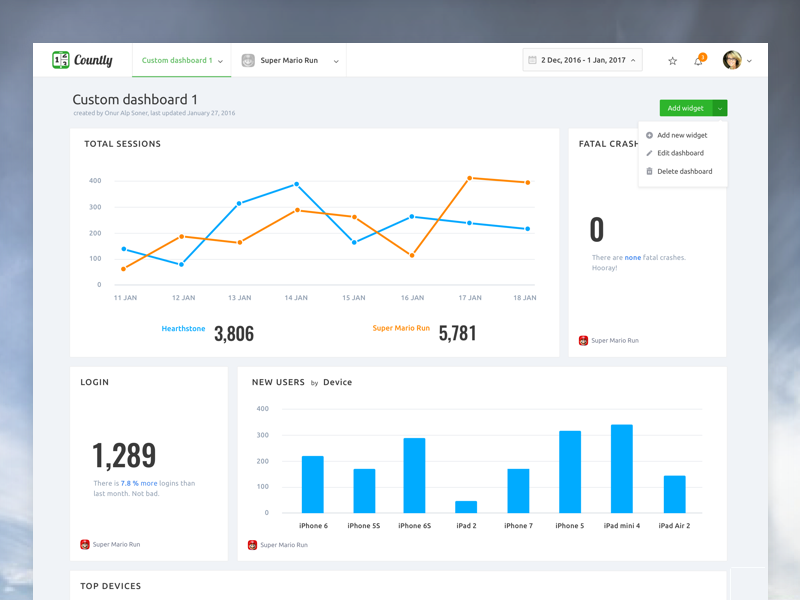 Countly
Custom dashboard 1
Super Mario Run
2 Dec, 2016 - 1 Jan, 2017
3
Custom dashboard 1
created by Onur Alp Soner, last updated January 27, 2016
Add widget
Add new widget
Edit dashboard
Delete dashboard
TOTAL SESSIONS
400
300
200
100
0
11 JAN 12 JAN 13 JAN 14 JAN 15 JAN 16 JAN 17 JAN 18 JAN
Hearthstone 3,806
Super Mario Run 5,781
FATAL CRASH
0
There are none fatal crashes.
Hooray!
Super Mario Run
LOGIN
1,289
There is 7.8 % more logins than
last month. Not bad.
Super Mario Run
NEW USERS by Device
400
300
200
100
0
iPhone 6 iPhone 5S iPhone 6S iPad 2 iPhone 7 iPhone 5 iPad mini 4 iPad Air 2
Super Mario Run
TOP DEVICES